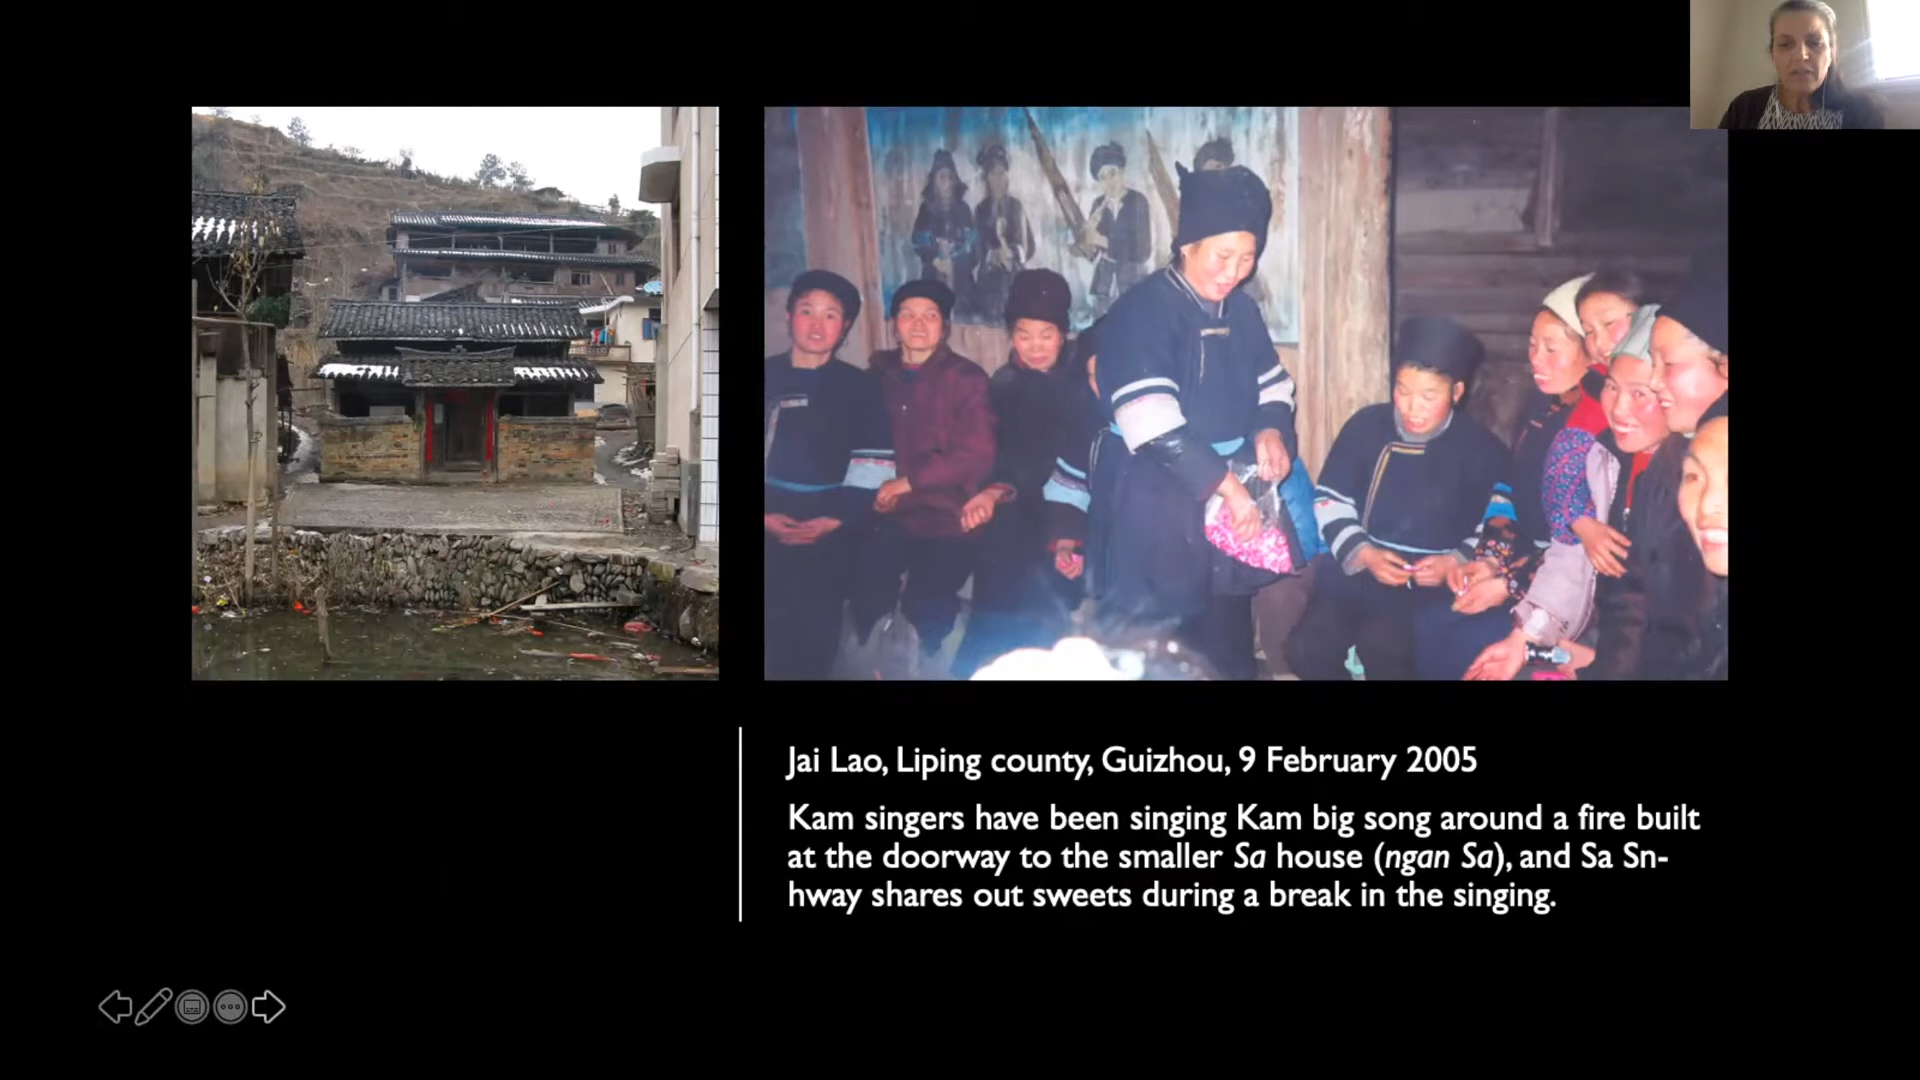 Jai Lao, Liping county, Guizhou, 9 February 2005
Kam singers have been singing Kam big song around a fire built
at the doorway to the smaller Sa house (ngan Sa), and Sa Sn-
hway shares out sweets during a break in the singing.